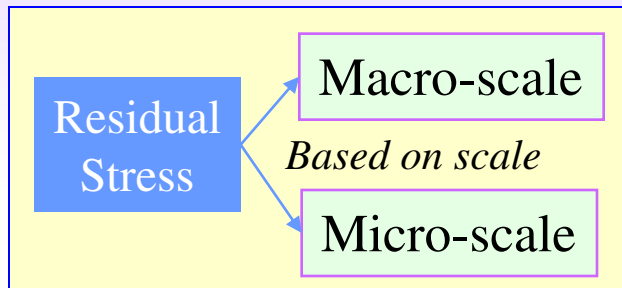 Residual
Stress
Macro-scale
Based on scale
Micro-scale